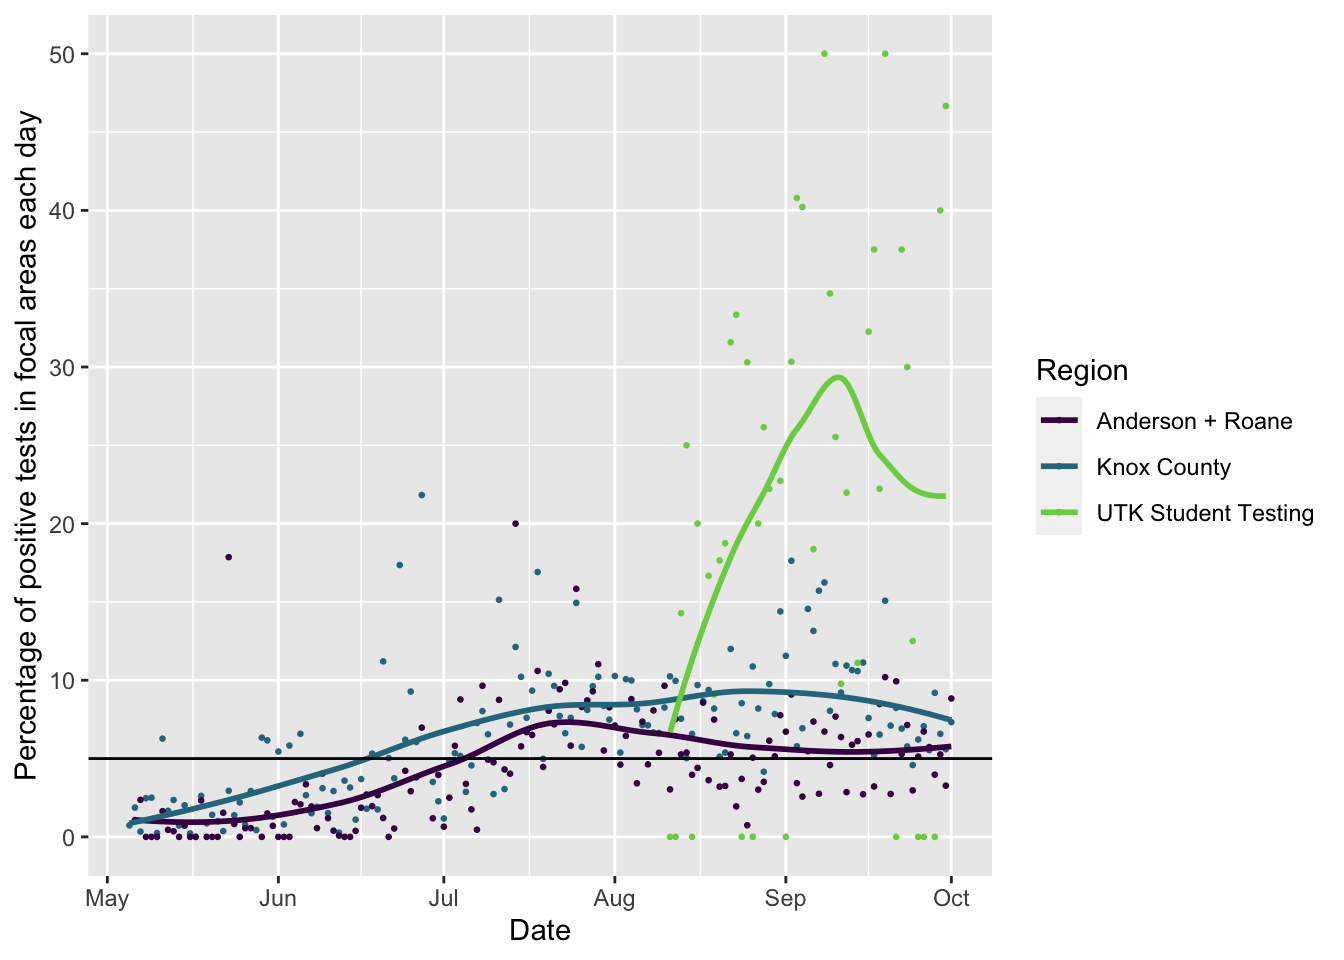 Percentage of positive tests in focal areas each day
50
40
30
20
10
0
May
Jun
Jul
Aug
Sep
Oct
Date
Region
Anderson + Roane
Knox County
UTK Student Testing